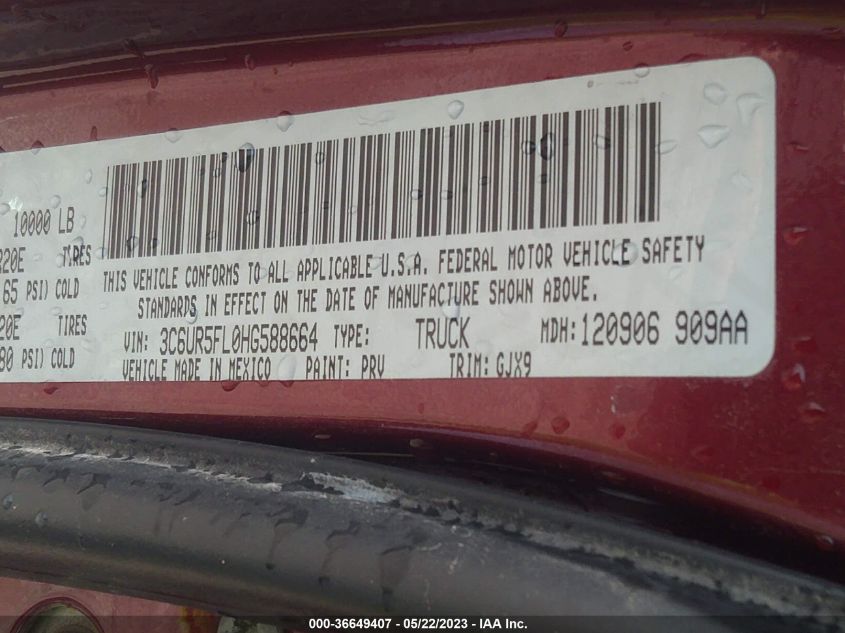 10000 LB
TIRES
65 PSI) COLD
20E TIRES
80 PSI) COLD
THIS VEHICLE CONFORMS TO ALL APPLICABLE U.S.A. FEDERAL MOTOR VEHICLE SAFETY
STANDARDS IN EFFECT ON THE DATE OF MANUFACTURE SHOWN ABOVE.
VIN: 3C6UR5FL0HG588664 TYPE: TRUCK MDH: 120906 909AA
VEHICLE MADE IN MEXICO PAINT: PRV TRIM: GJX9
000-36649407 - 05/22/2023 - IAA Inc.